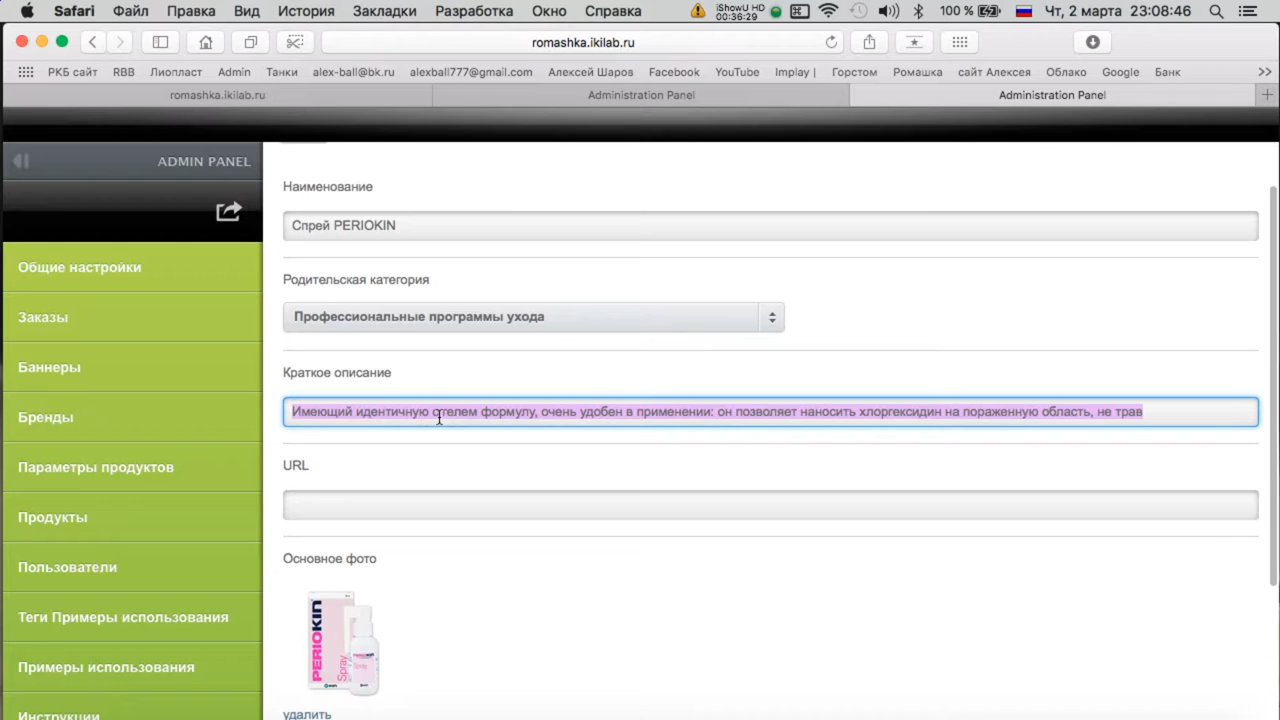 Safari Файл Правка Вид История Закладки Разработка Окно Справка iShowU HD 00:36:29 100 % Чт, 2 марта 23:08:46
romashka.ikilab.ru
РКБ сайт RBB Лиопласт Admin Танки alex-ball@bk.ru alexball777@gmail.com Алексей Шаров Facebook YouTube Implay | Горстом Ромашка сайт Алексея Облако Google Банк >>
romashka.ikilab.ru Administration Panel Administration Panel
ADMIN PANEL
Общие настройки
Заказы
Баннеры
Бренды
Параметры продуктов
Продукты
Пользователи
Теги Примеры использования
Примеры использования
Инструкции
Наименование
Спрей PERIOKIN
Родительская категория
Профессиональные программы ухода
Краткое описание
Имеющий идентичную с гелем формулу, очень удобен в применении: он позволяет наносить хлоргексидин на пораженную область, не трав
URL
Основное фото
PERIOKIN
Spray
удалить